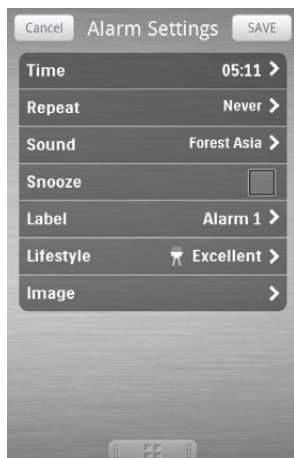 Cancel Alarm Settings SAVE
Time 05:11
Repeat Never
Sound Forest Asia
Snooze
Label Alarm 1
Lifestyle Excellent
Image